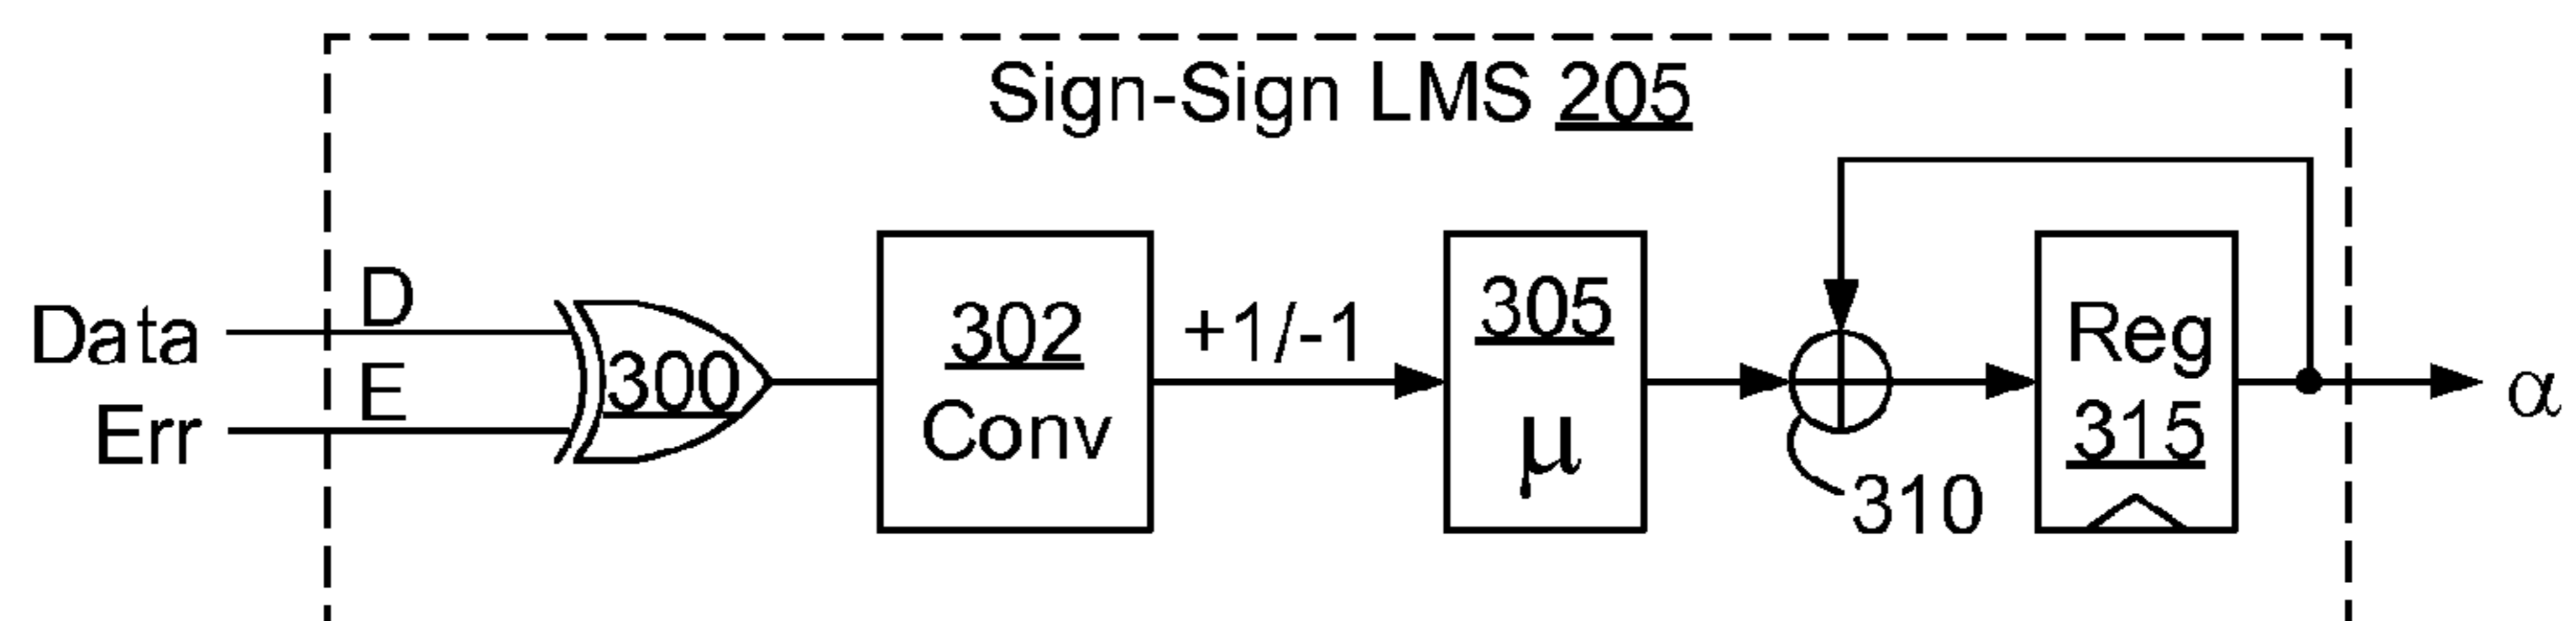 Sign-Sign LMS 205
Data
D
Err
E
300
302
Conv
+1/-1
305
μ
310
Reg
315
α